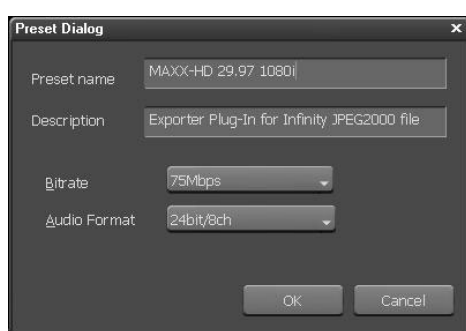 Preset Dialog
x
Preset name
MAXX-HD 29.97 1080i
Description
Exporter Plug-In for Infinity JPEG2000 file
Bitrate
75Mbps
Audio Format
24bit/8ch
OK
Cancel